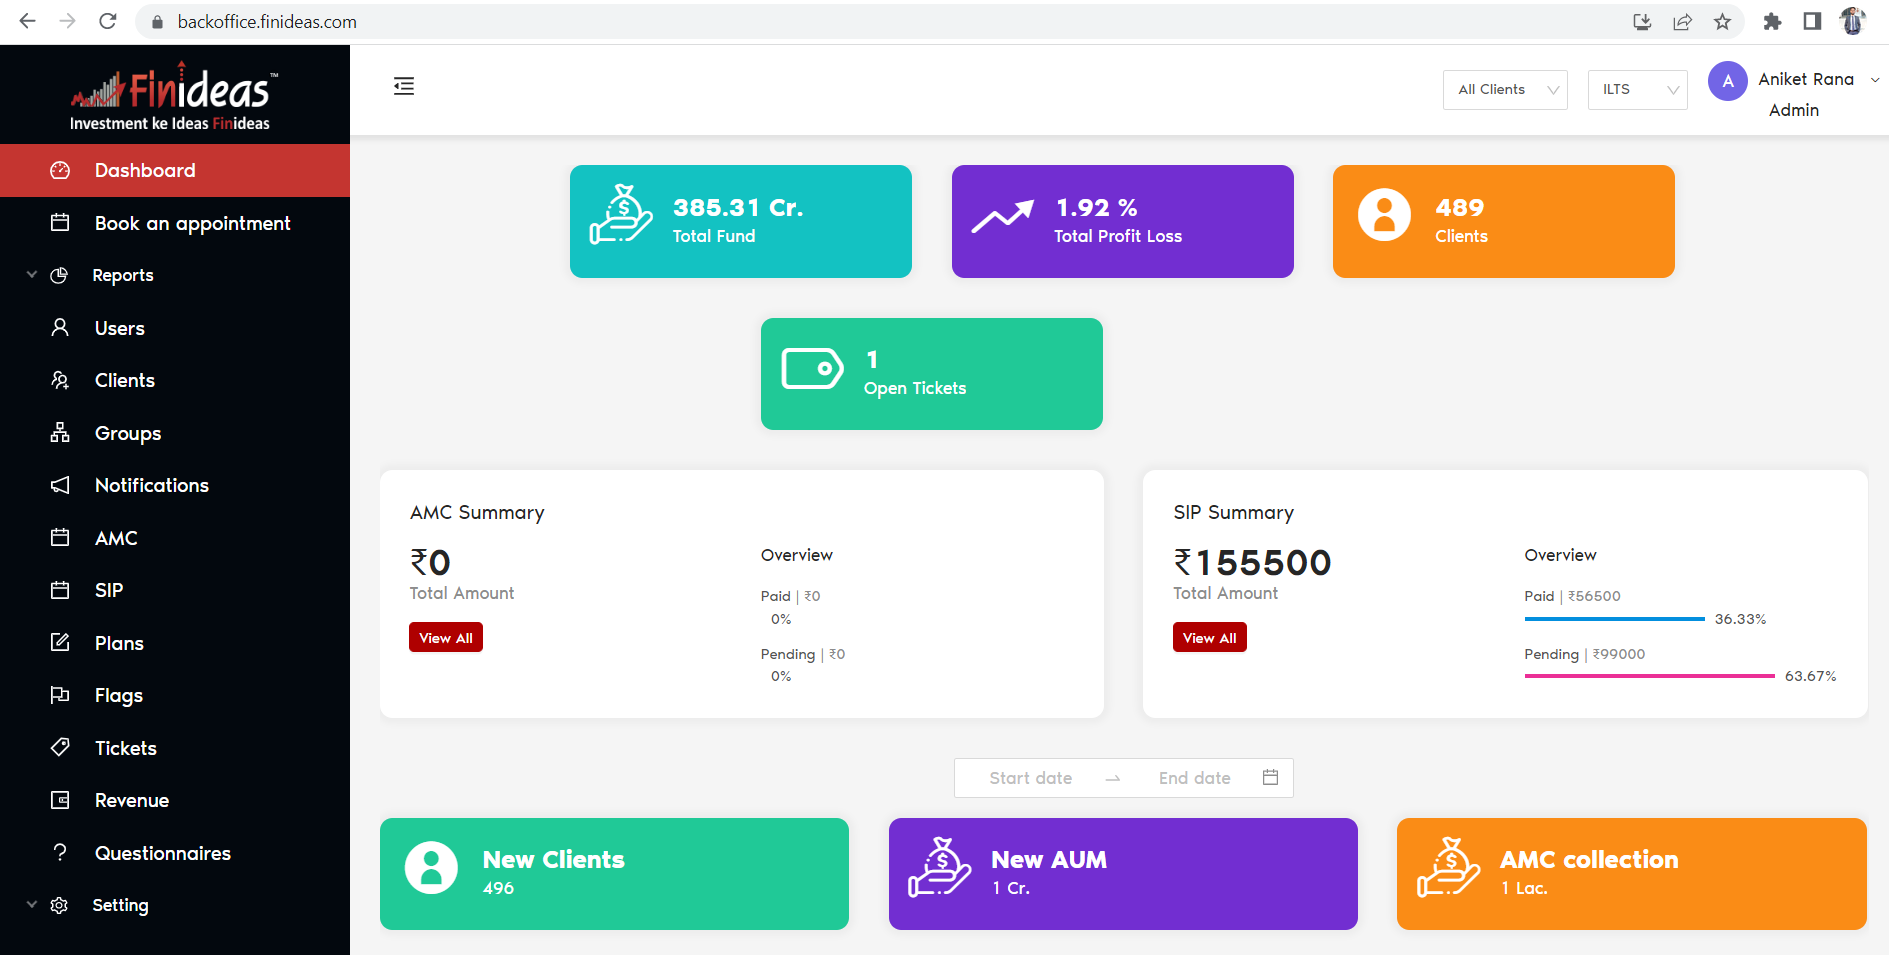 backoffice.finideas.com
Finideas™
Investment ke Ideas Finideas
Dashboard
Book an appointment
Reports
Users
Clients
Groups
Notifications
AMC
SIP
Plans
Flags
Tickets
Revenue
Questionnaires
Setting
All Clients
ILTS
A
Aniket Rana
Admin
385.31 Cr.
Total Fund
1.92 %
Total Profit Loss
489
Clients
1
Open Tickets
AMC Summary
₹0
Total Amount
View All
Overview
Paid | ₹0
0%
Pending | ₹0
0%
SIP Summary
₹155500
Total Amount
View All
Overview
Paid | ₹56500
36.33%
Pending | ₹99000
63.67%
Start date → End date
New Clients
496
New AUM
1 Cr.
AMC collection
1 Lac.